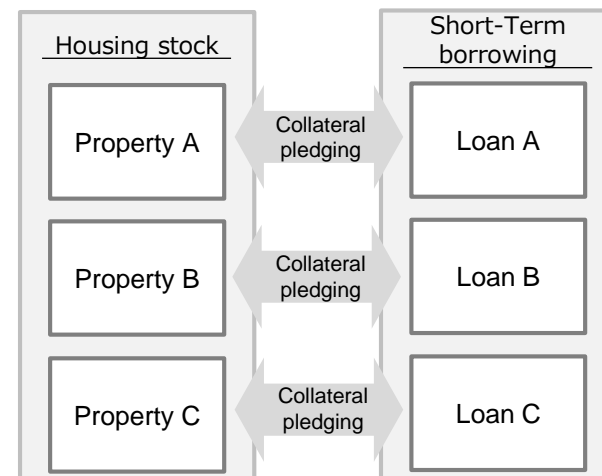 Housing stock
Short-Term
borrowing
Property A
Collateral
pledging
Loan A
Property B
Collateral
pledging
Loan B
Property C
Collateral
pledging
Loan C